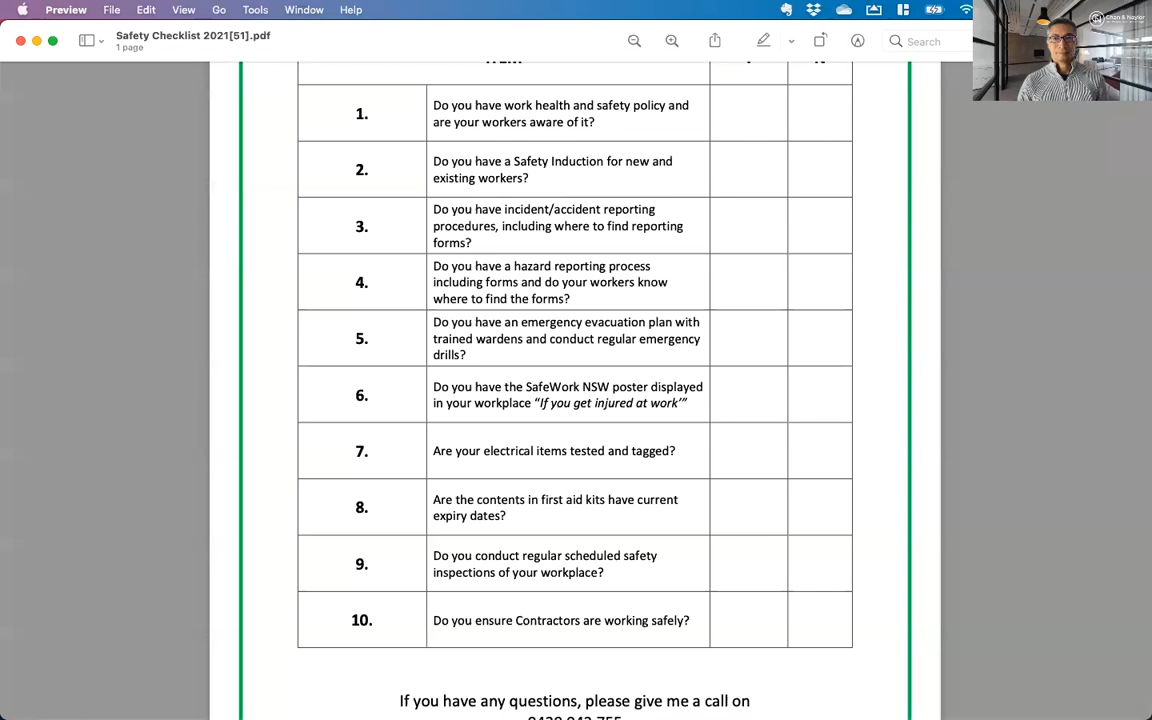 Preview File Edit View Go Tools Window Help
Safety Checklist 2021[51].pdf
1 page
Search
Chan & Naylor
1. Do you have work health and safety policy and
are your workers aware of it?
2. Do you have a Safety Induction for new and
existing workers?
3. Do you have incident/accident reporting
procedures, including where to find reporting
forms?
4. Do you have a hazard reporting process
including forms and do your workers know
where to find the forms?
5. Do you have an emergency evacuation plan with
trained wardens and conduct regular emergency
drills?
6. Do you have the SafeWork NSW poster displayed
in your workplace “If you get injured at work’”
7. Are your electrical items tested and tagged?
8. Are the contents in first aid kits have current
expiry dates?
9. Do you conduct regular scheduled safety
inspections of your workplace?
10. Do you ensure Contractors are working safely?
If you have any questions, please give me a call on